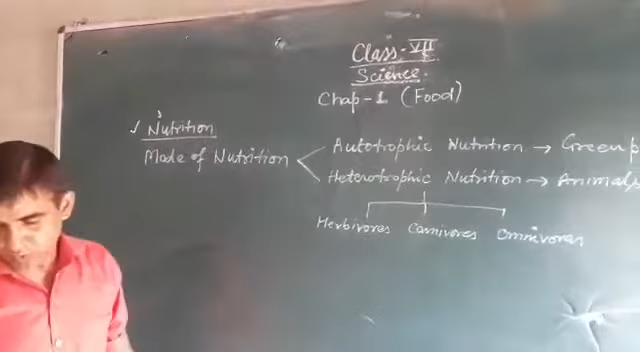 Class-VII
Science
Chap-1 (Food)
✓ Nutrition
Mode of Nutrition
Autotrophic Nutrition → Green p
Heterotrophic Nutrition → Animals
Herbivores Carnivores Omnivores